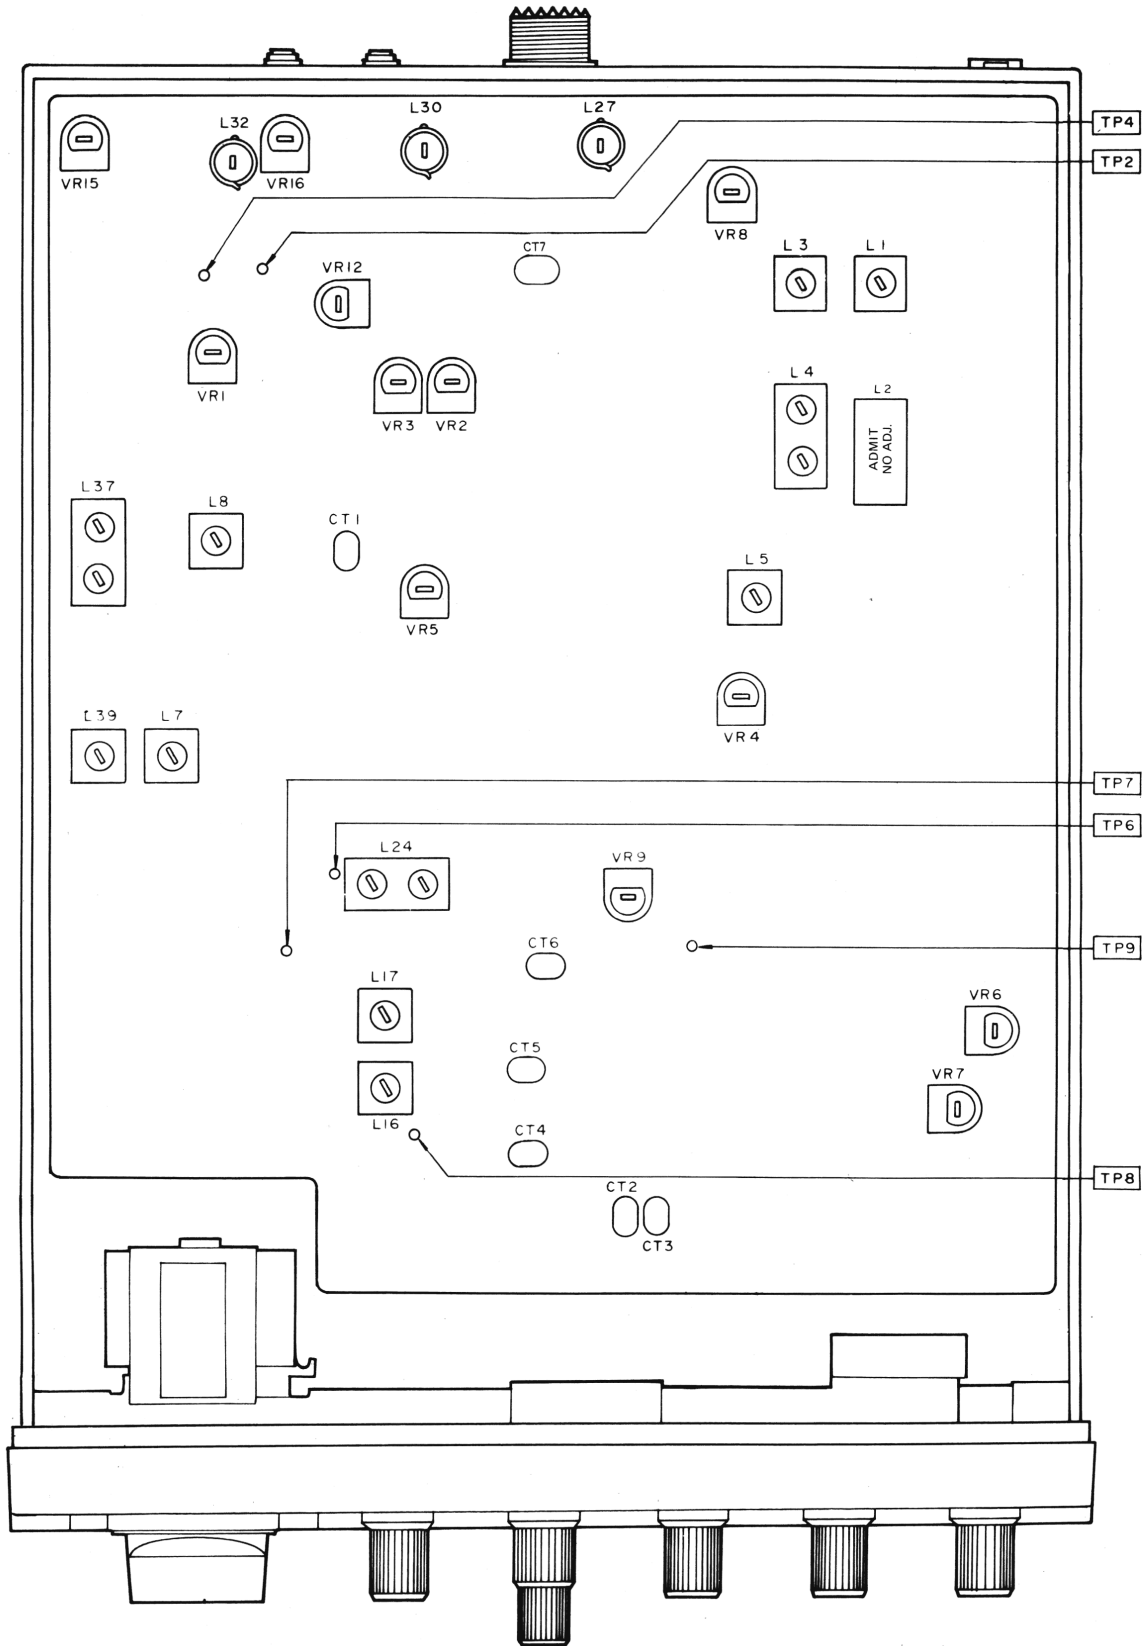 L30
L27
L32
TP4
TP2
VR15
VR16
VR8
CT7
L3
L1
VR12
L4
L2
ADMIT
NO ADJ.
VR1
VR3
VR2
L37
L8
CT1
L5
VR5
L39
L7
VR4
TP7
TP6
L24
VR9
CT6
TP9
L17
VR6
CT5
VR7
L16
CT4
TP8
CT2
CT3